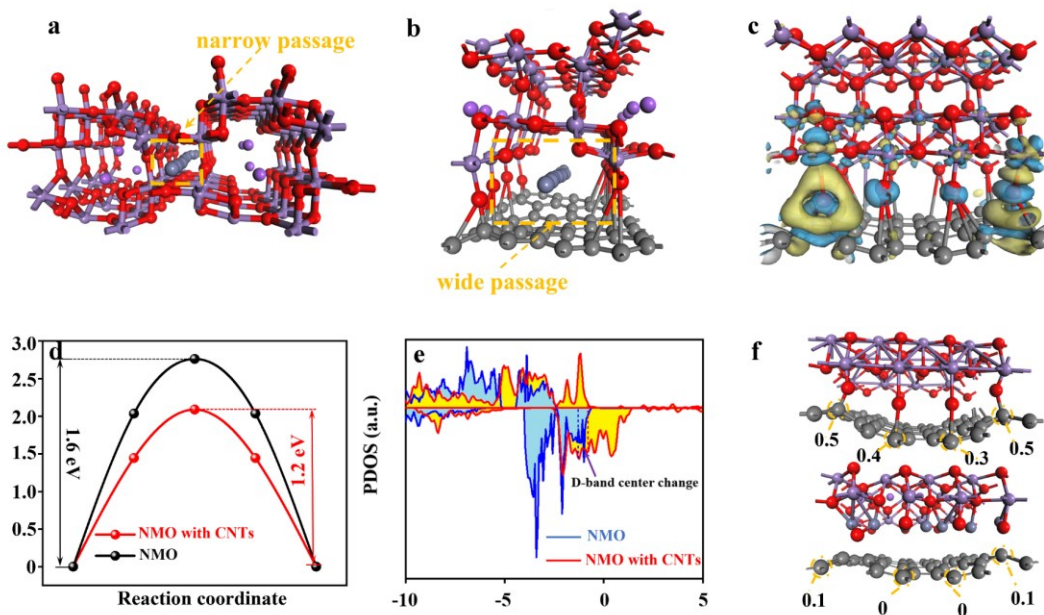 a
narrow passage
b
wide passage
c
d
3.0
2.5
2.0
1.5
1.0
0.5
0
1.6 eV
1.2 eV
NMO with CNTs
NMO
Reaction coordinate
e
PDOS (a.u.)
D-band center change
NMO
NMO with CNTs
-10
-5
0
5
f
0.5
0.4
0.3
0.5
0.1
0
0
0.1